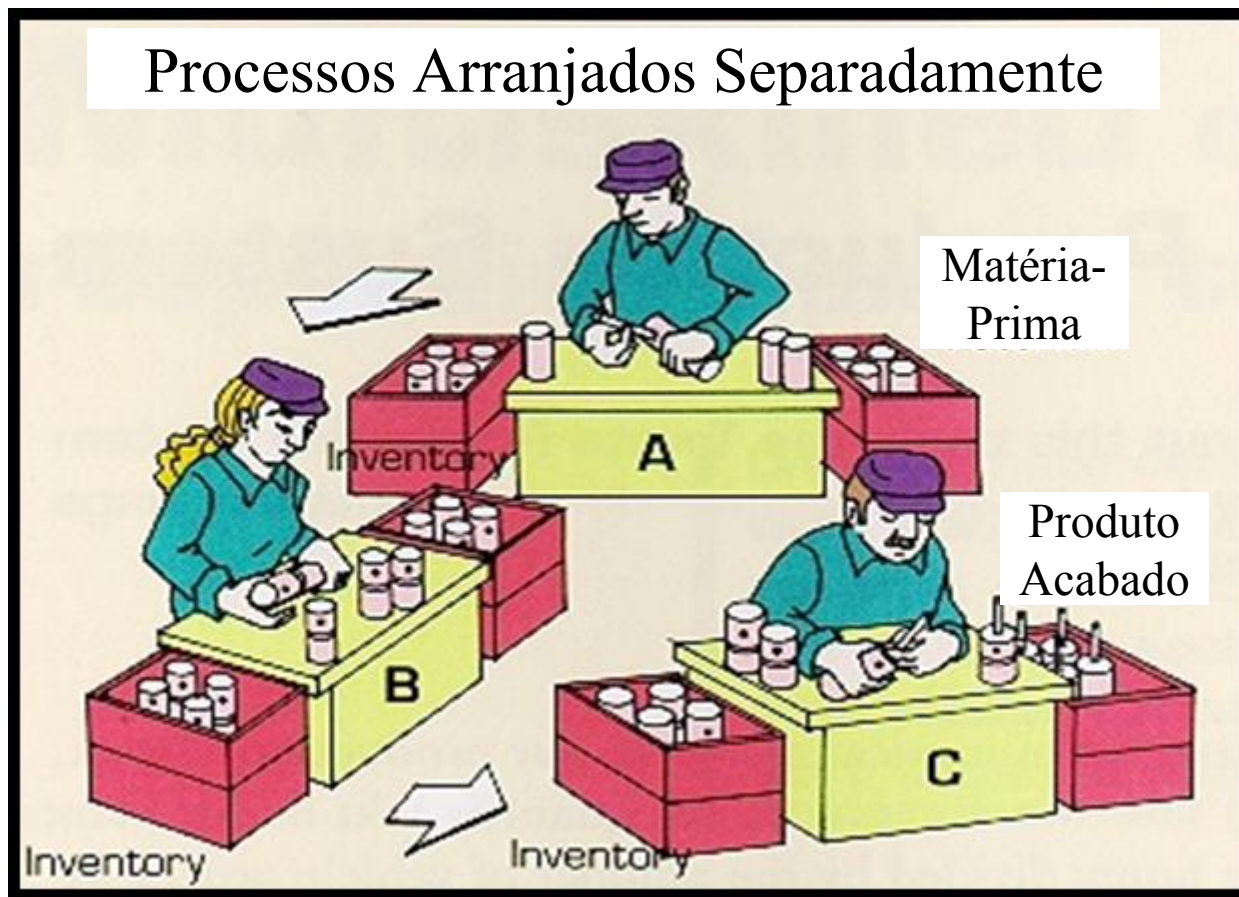 Processos Arranjados Separadamente
Matéria-
Prima
Inventory
A
Produto
Acabado
B
C
Inventory
Inventory